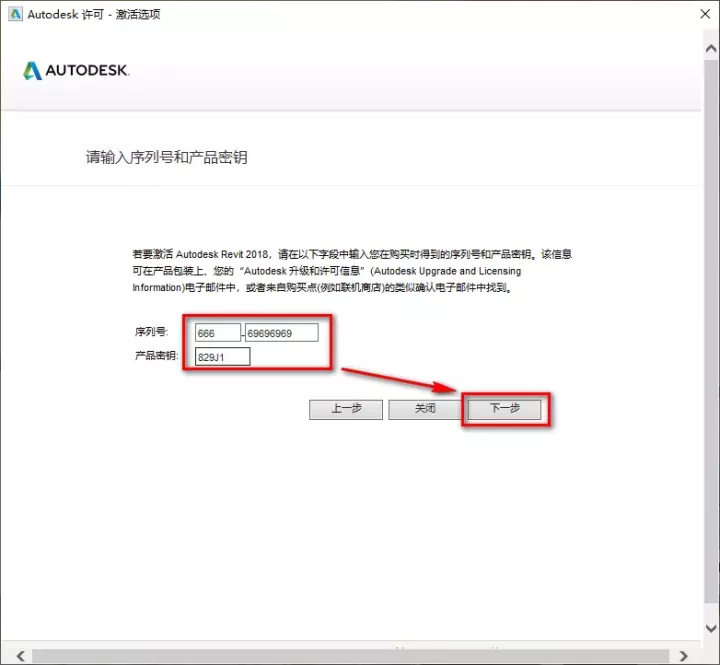 Autodesk 许可 - 激活选项
AUTODESK.
请输入序列号和产品密钥
若要激活 Autodesk Revit 2018，请在以下字段中输入您在购买时得到的序列号和产品密钥。该信息
可在产品包装上、您的“Autodesk 升级和许可信息”(Autodesk Upgrade and Licensing
Information)电子邮件中，或者来自购买点(例如联机商店)的类似确认电子邮件中找到。
序列号: 666 - 69696969
产品密钥: 829J1
上一步 关闭 下一步